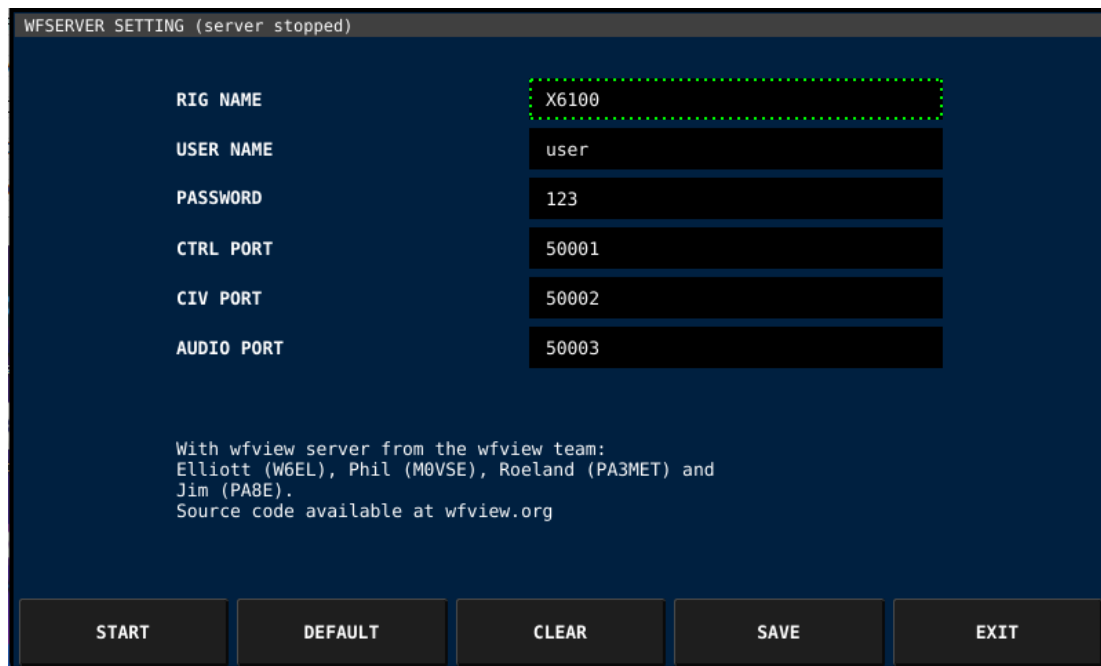 WFSERVER SETTING (server stopped)
RIG NAME X6100
USER NAME user
PASSWORD 123
CTRL PORT 50001
CIV PORT 50002
AUDIO PORT 50003
With wfview server from the wfview team:
Elliott (W6EL), Phil (M0VSE), Roeland (PA3MET) and
Jim (PA8E).
Source code available at wfview.org
START DEFAULT CLEAR SAVE EXIT